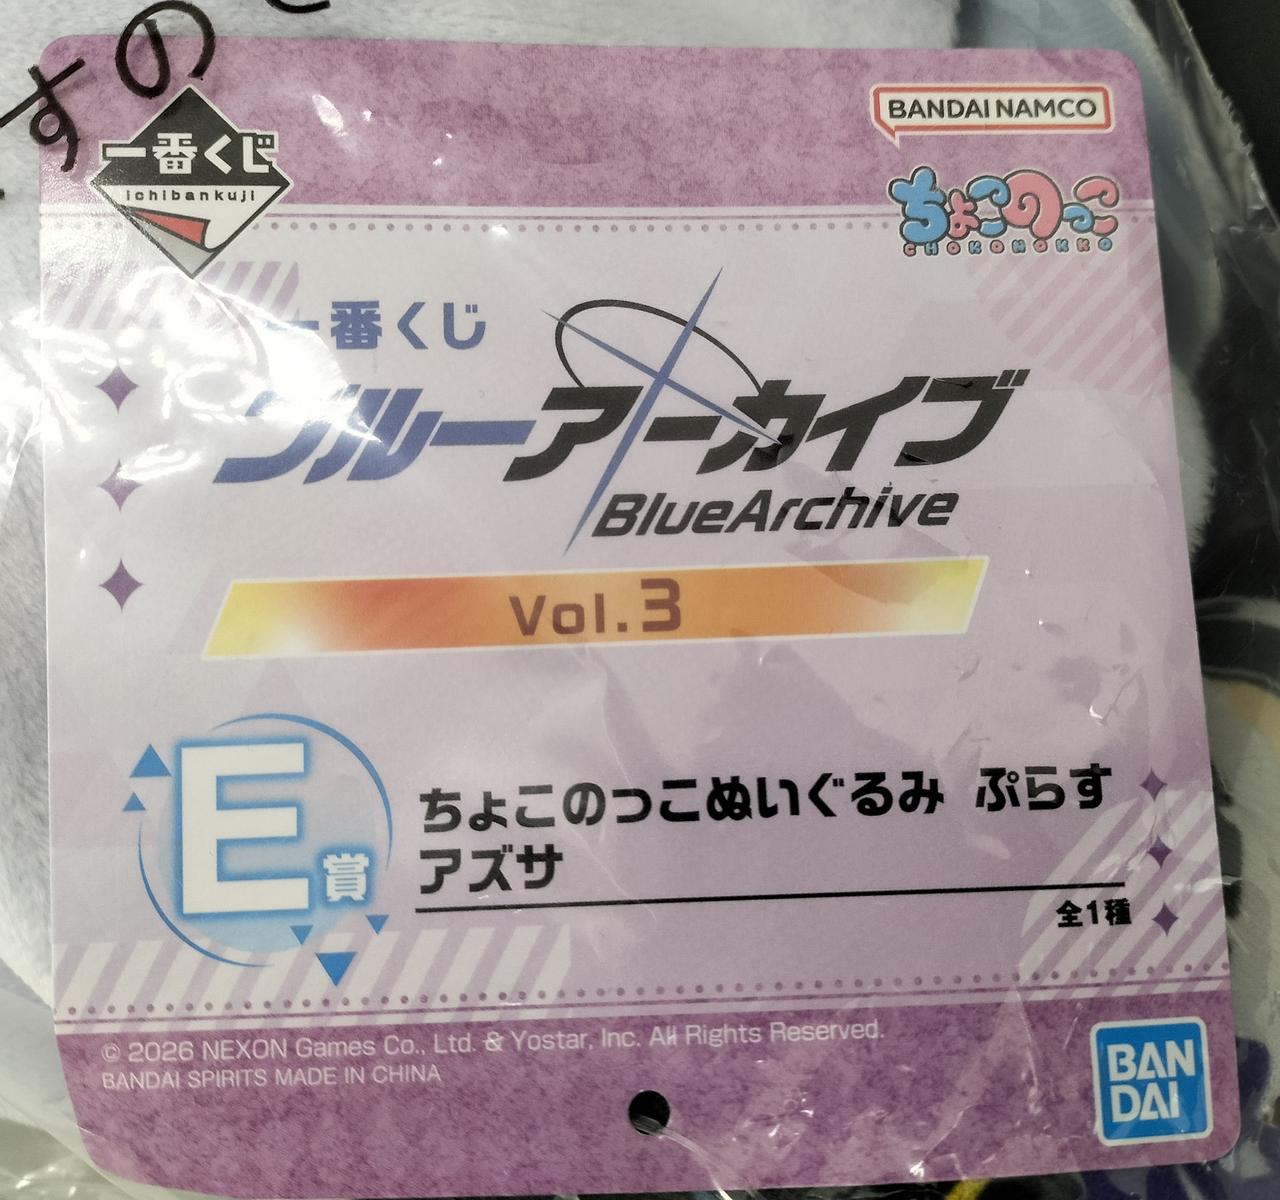 すの
一番くじ
ichibankuji
BANDAI NAMCO
ちょこのっこ
CHOKONOKKO
一番くじ
ブルーアーカイブ
BlueArchive
Vol.3
E賞
ちょこのっこぬいぐるみ ぷらす
アズサ
全1種
© 2026 NEXON Games Co., Ltd. & Yostar, Inc. All Rights Reserved.
BANDAI SPIRITS MADE IN CHINA
BAN
DAI